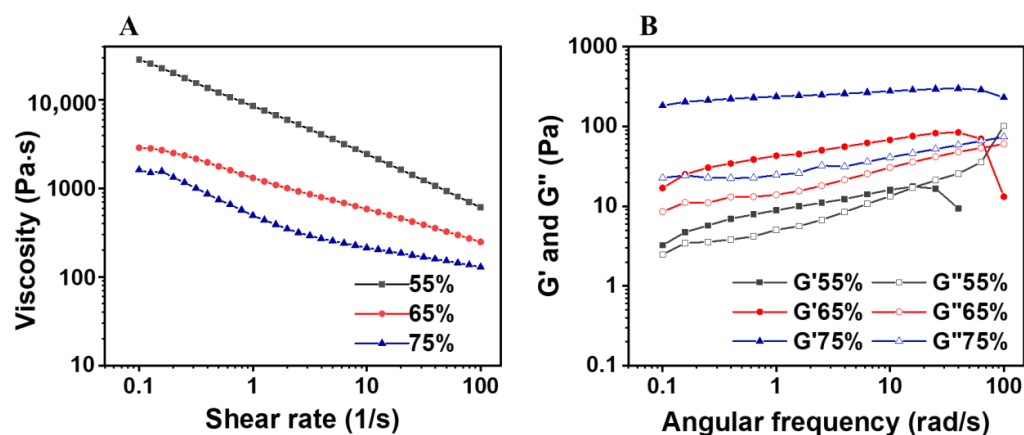 A
Viscosity (Pa·s)
10,000
1000
100
10
55%
65%
75%
0.1 1 10 100
Shear rate (1/s)
B
G' and G'' (Pa)
1000
100
10
1
0.1
G'55% G''55%
G'65% G''65%
G'75% G''75%
0.1 1 10 100
Angular frequency (rad/s)